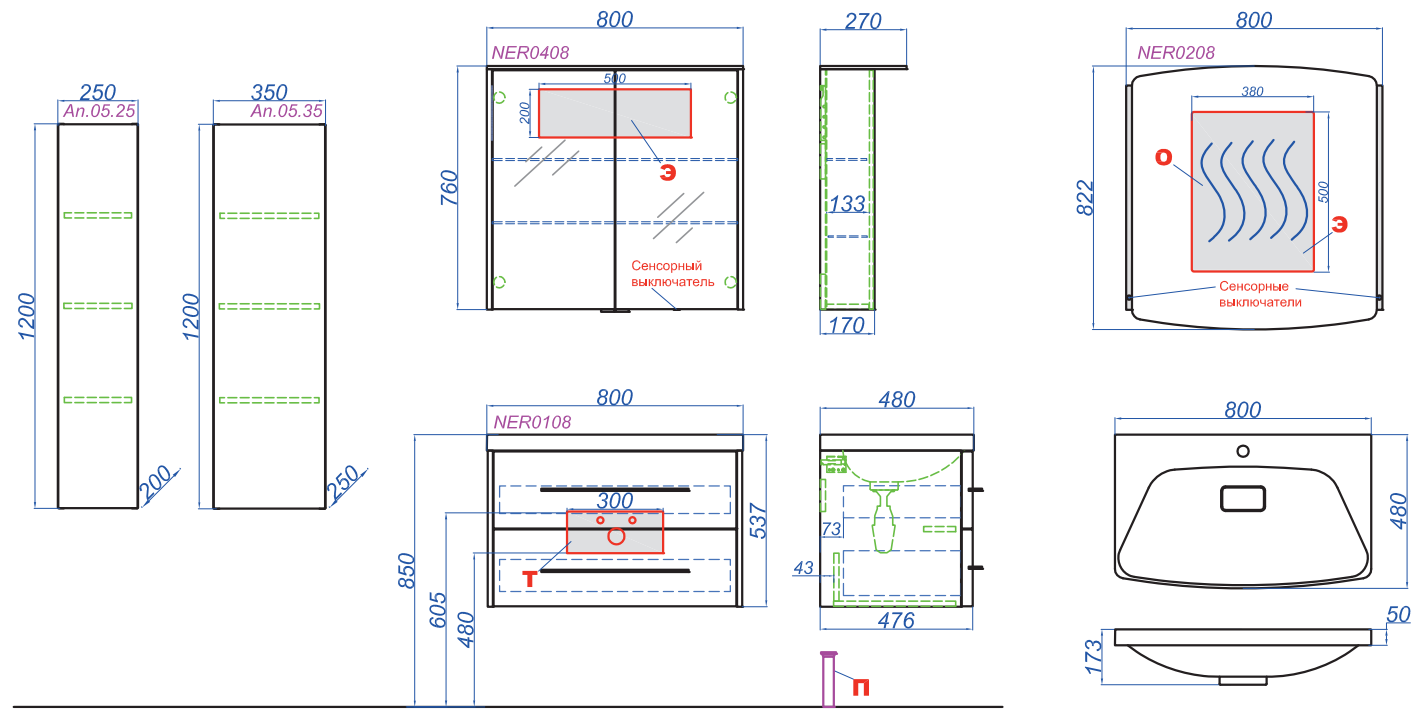 250
An.05.25
1200
200
350
An.05.35
1200
250
800
NER0408
500
200
Э
760
Сенсорный
выключатель
270
133
170
800
NER0208
380
О
500
Э
822
Сенсорные
выключатели
800
NER0108
300
Т
537
850
605
480
480
73
43
476
П
800
480
50
173